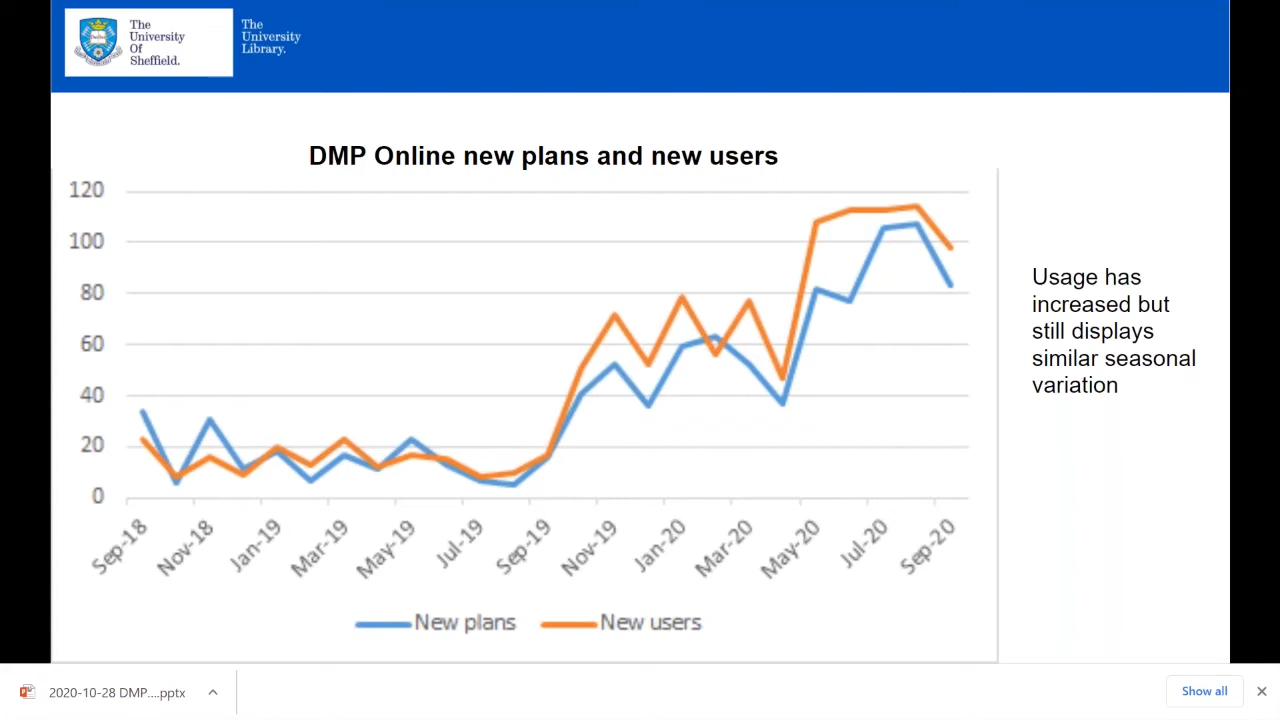 The
University
Of
Sheffield.
The
University
Library.
DMP Online new plans and new users
120
100
80
60
40
20
0
Sep-18
Nov-18
Jan-19
Mar-19
May-19
Jul-19
Sep-19
Nov-19
Jan-20
Mar-20
May-20
Jul-20
Sep-20
New plans
New users
Usage has
increased but
still displays
similar seasonal
variation
2020-10-28 DMP....pptx
Show all